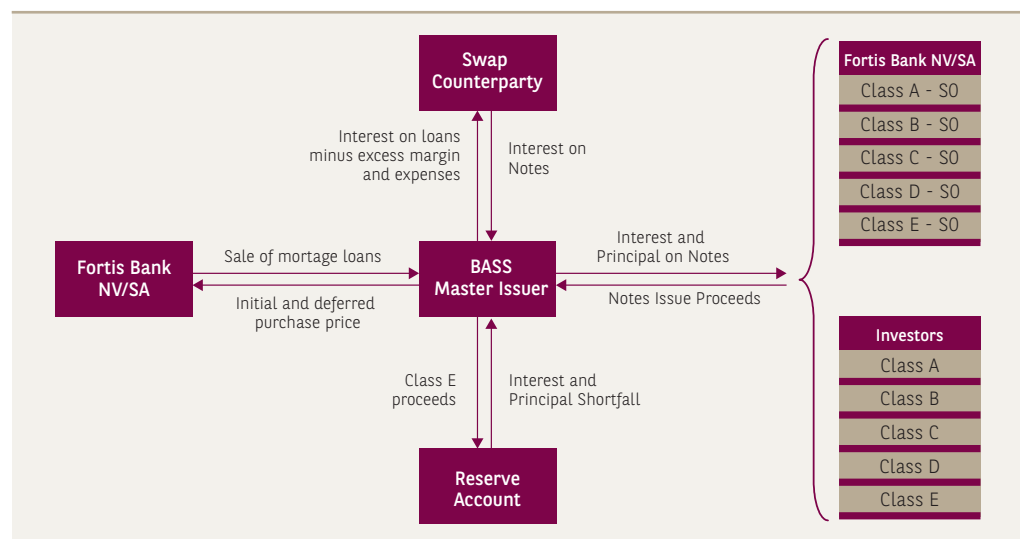 Swap
Counterparty
Interest on loans
minus excess margin
and expenses
Interest on
Notes
Fortis Bank
NV/SA
Sale of mortage loans
Initial and deferred
purchase price
BASS
Master Issuer
Interest and
Principal on Notes
Notes Issue Proceeds
Class E
proceeds
Interest and
Principal Shortfall
Reserve
Account
Fortis Bank NV/SA
Class A - SO
Class B - SO
Class C - SO
Class D - SO
Class E - SO
Investors
Class A
Class B
Class C
Class D
Class E